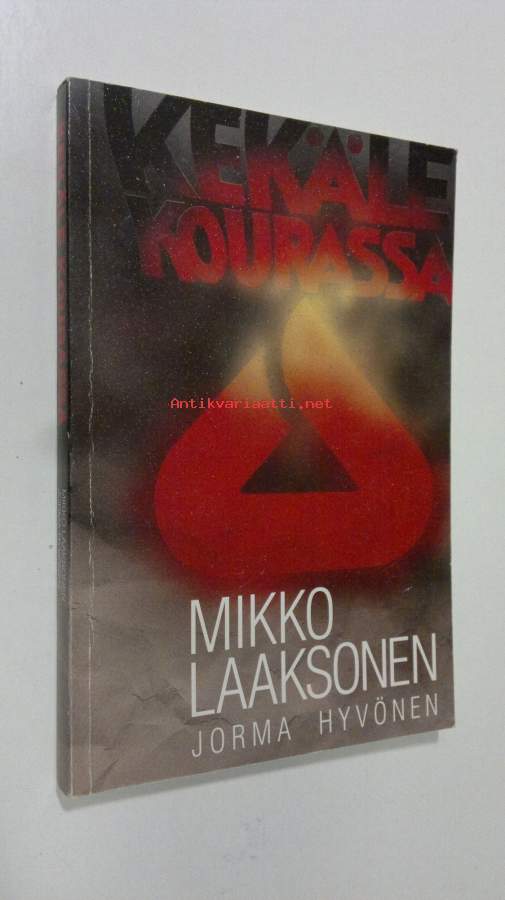 KEKÄLE
KOURASSA
Antikvariaatti.net
MIKKO
LAAKSONEN
JORMA HYVÖNEN